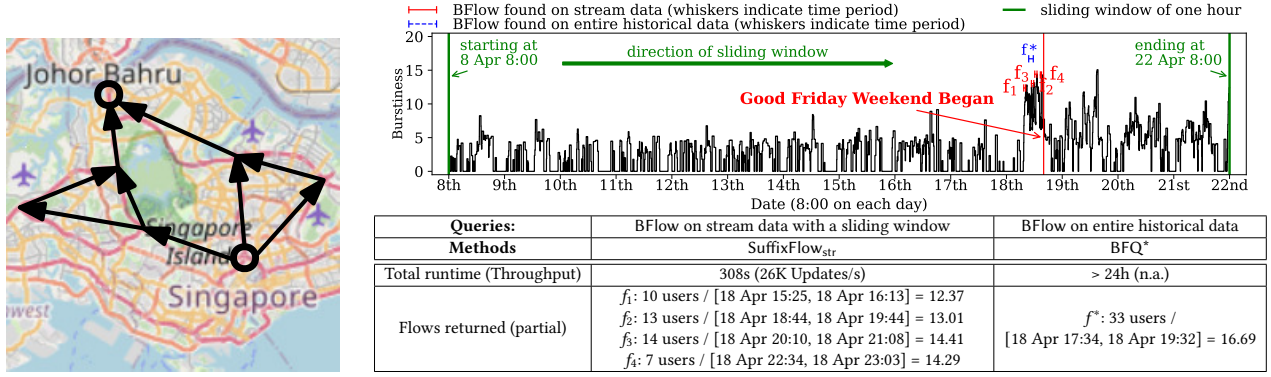 Johor Bahru
Singapore
Island
Singapore
west
BFlow found on stream data (whiskers indicate time period)
BFlow found on entire historical data (whiskers indicate time period)
sliding window of one hour
20
15
10
5
0
Burstiness
starting at
8 Apr 8:00
direction of sliding window
Good Friday Weekend Began
f*
f3
f4
f1
f2
ending at
22 Apr 8:00
8th 9th 10th 11th 12th 13th 14th 15th 16th 17th 18th 19th 20th 21st 22nd
Date (8:00 on each day)
Queries: BFlow on stream data with a sliding window BFlow on entire historical data
Methods SuffixFlow_str BFQ*
Total runtime (Throughput) 308s (26K Updates/s) > 24h (n.a.)
Flows returned (partial)
f1: 10 users / [18 Apr 15:25, 18 Apr 16:13] = 12.37
f2: 13 users / [18 Apr 18:44, 18 Apr 19:44] = 13.01
f3: 14 users / [18 Apr 20:10, 18 Apr 21:08] = 14.41
f4: 7 users / [18 Apr 22:34, 18 Apr 23:03] = 14.29
f*: 33 users /
[18 Apr 17:34, 18 Apr 19:32] = 16.69